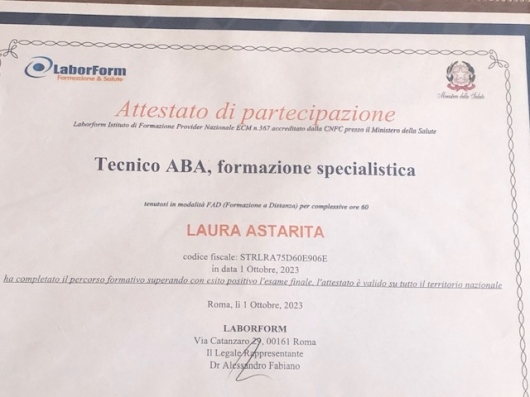 LABORFORM
Formazione & Salute
Ministero della Salute
Attestato di partecipazione
Laborform Istituto di Formazione Provider Nazionale ECM n 567 accreditato dalla CNFC presso il Ministero della Salute
Tecnico ABA, formazione specialistica
tenutosi in modalità FAD (Formazione a Distanza) per complessive ore 60
LAURA ASTARITA
codice fiscale: STRLRA75D60E906E
in data 1 Ottobre, 2023
ha completato il percorso formativo superando con esito positivo l'esame finale, l'attestato è valido su tutto il territorio nazionale
Roma, lì 1 Ottobre, 2023
LABORFORM
Via Catanzaro 29, 00161 Roma
Il Legale Rappresentante
Dr Alessandro Fabiano